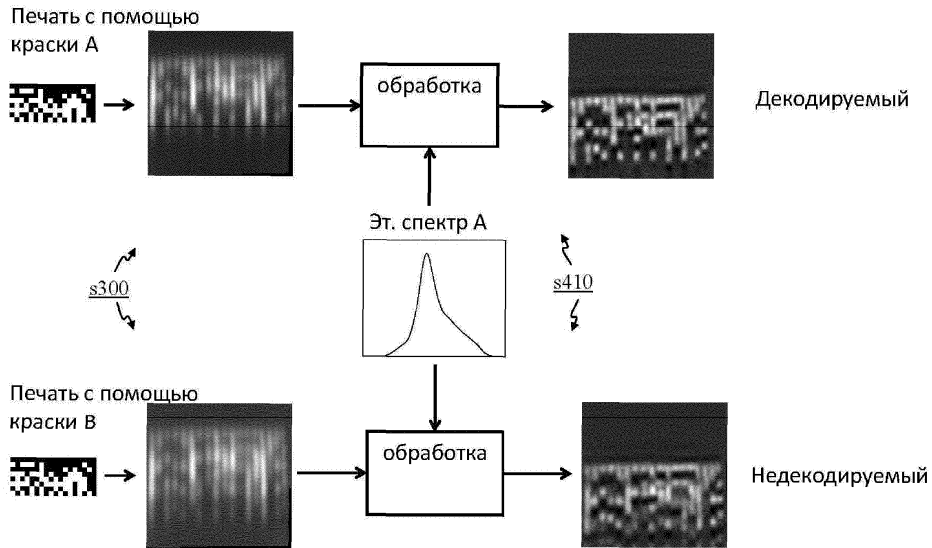 Печать с помощью
краски А
обработка
Декодируемый
Эт. спектр А
s300
s410
Печать с помощью
краски В
обработка
Недекодируемый